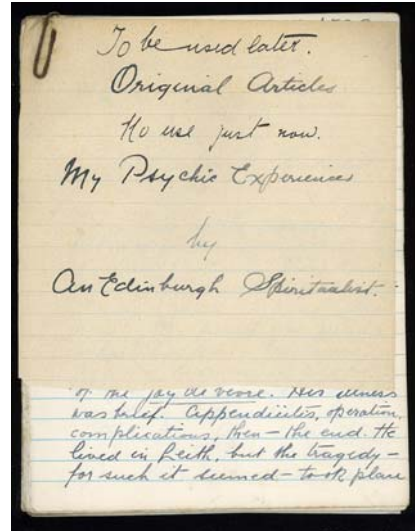 To be used later.
Original Articles
No use just now.
My Psychic Experiences
by
An Edinburgh Spiritualist.
of the joy de vivre. His illness
was brief. Appendicitis, operation,
complications, then – the end. He
lived in Leith, but the tragedy –
for such it seemed – took place